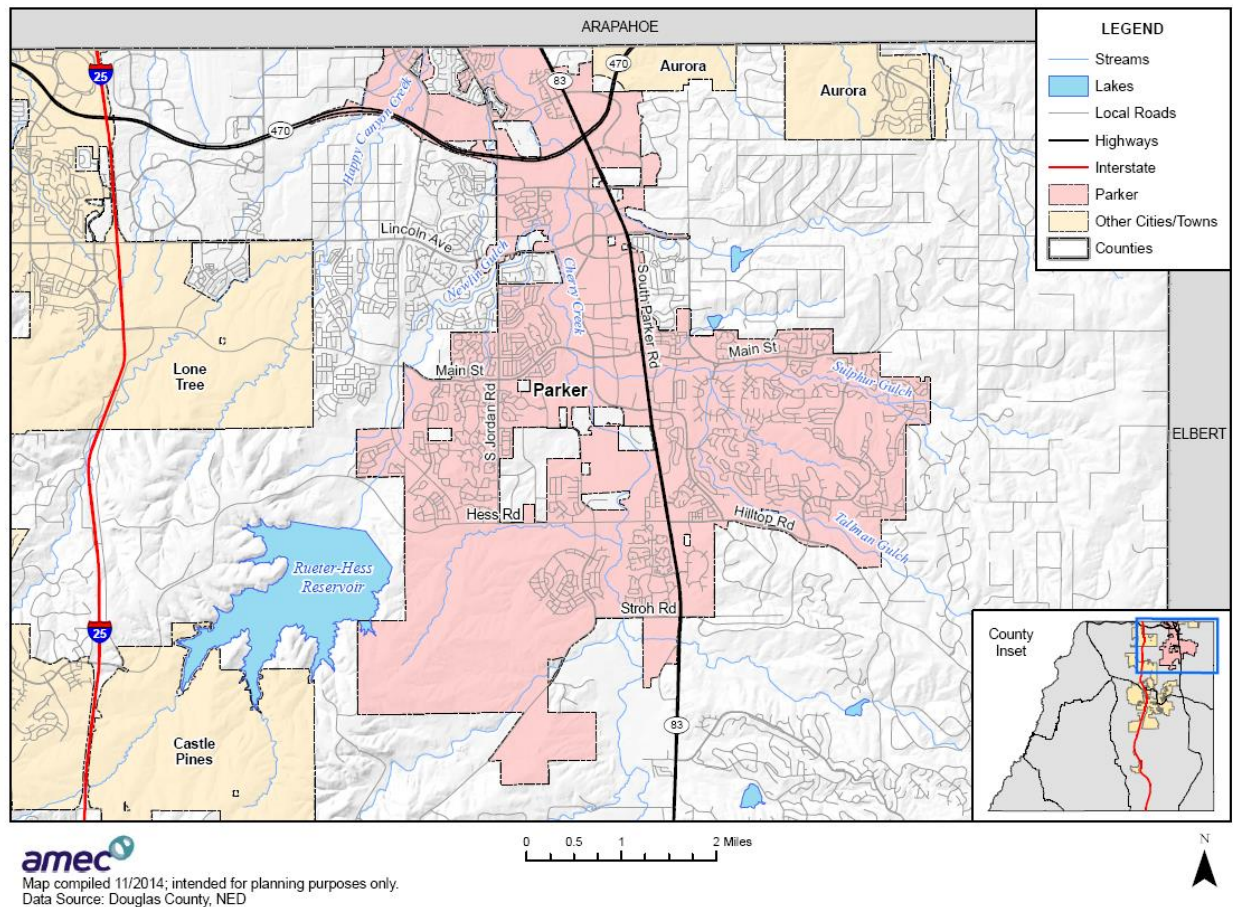 ARAPAHOE
LEGEND
Streams
Lakes
Local Roads
Highways
Interstate
Parker
Other Cities/Towns
Counties
25
470
83
470
Aurora
Aurora
Happy Canyon Creek
Lincoln Ave
Newlin Gulch
Cherry Creek
South Parker Rd
Lone
Tree
Main St
Main St
Sulphur Gulch
Parker
S Jordan Rd
ELBERT
Hess Rd
Hilltop Rd
Tallman Gulch
Rueter-Hess
Reservoir
Stroh Rd
25
83
Castle
Pines
County
Inset
amec
0 0.5 1 2 Miles
N
Map compiled 11/2014; intended for planning purposes only.
Data Source: Douglas County, NED